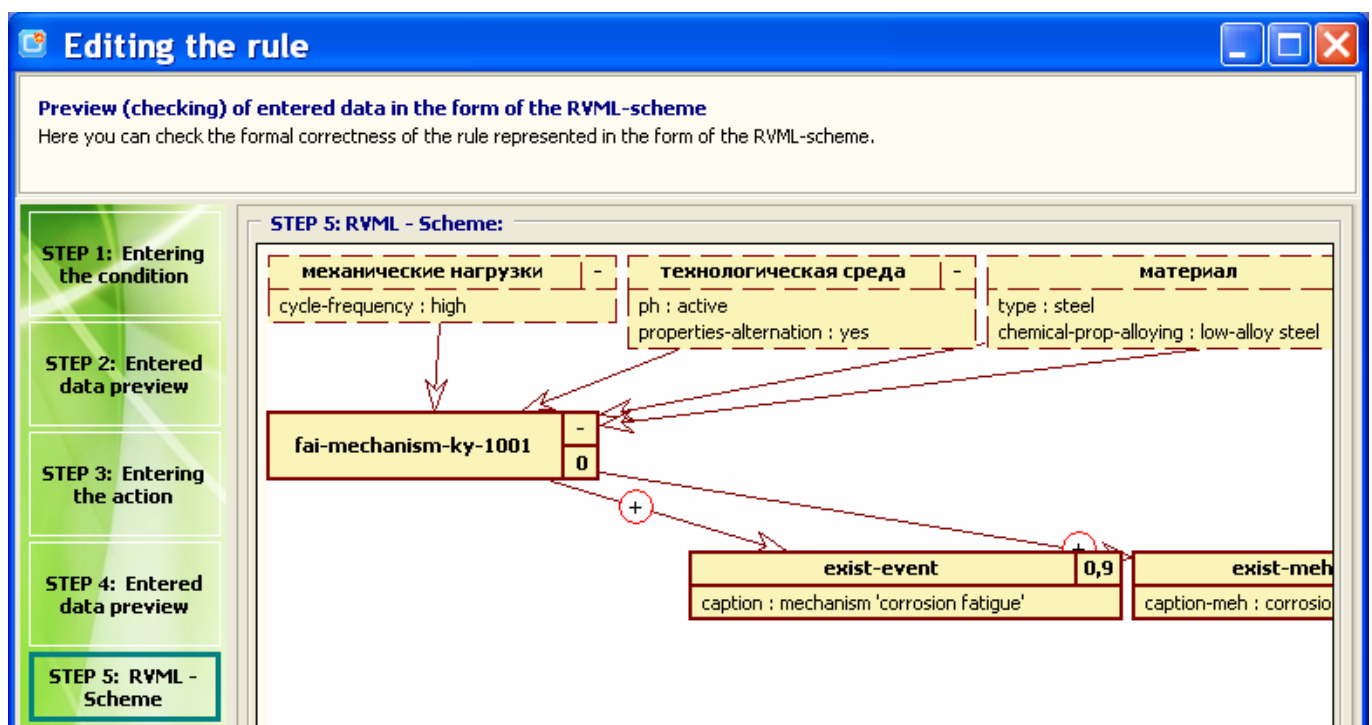 Editing the rule
Preview (checking) of entered data in the form of the RVML-scheme
Here you can check the formal correctness of the rule represented in the form of the RVML-scheme.
STEP 1: Entering
the condition
STEP 2: Entered
data preview
STEP 3: Entering
the action
STEP 4: Entered
data preview
STEP 5: RVML -
Scheme
STEP 5: RVML - Scheme:
механические нагрузки -
cycle-frequency : high
технологическая среда -
ph : active
properties-alternation : yes
материал
type : steel
chemical-prop-alloying : low-alloy steel
fai-mechanism-ky-1001
-
0
+
+
exist-event 0,9
caption : mechanism 'corrosion fatigue'
exist-meh
caption-meh : corrosio